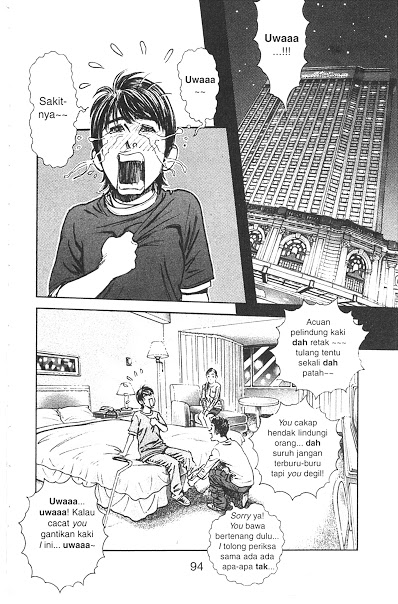 Uwaaa
...!!!
Uwaaa
~~
Sakit-
nya~~
Acuan
pelindung kaki
dah retak ~~~
tulang tentu
sekali dah
patah~~
You cakap
hendak lindungi
orang... dah
suruh jangan
terburu-buru
tapi you degil!
Uwaaa...
uwaaa! Kalau
cacat you
gantikan kaki
I ini... uwaaa~
Sorry ya!
You bawa
bertenang dulu...
I tolong periksa
sama ada ada
apa-apa tak...
94